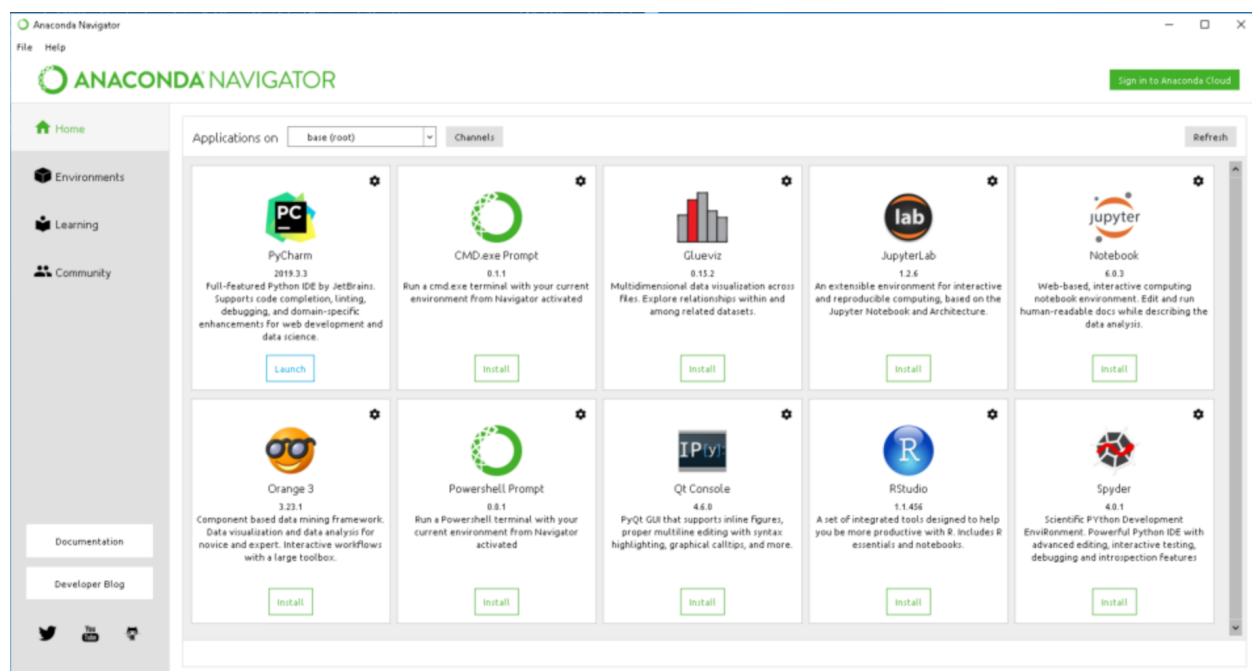 Anaconda Navigator
File Help
ANACONDA NAVIGATOR
Sign in to Anaconda Cloud
Home
Environments
Learning
Community
Documentation
Developer Blog
You
Tube
Applications on base (root) Channels Refresh
PC
PyCharm
2019.3.3
Full-featured Python IDE by JetBrains.
Supports code completion, linting,
debugging, and domain-specific
enhancements for web development and
data science.
Launch
CMD.exe Prompt
0.1.1
Run a cmd.exe terminal with your current
environment from Navigator activated
Install
Glueviz
0.15.2
Multidimensional data visualization across
files. Explore relationships within and
among related datasets.
Install
lab
JupyterLab
1.2.6
An extensible environment for interactive
and reproducible computing, based on the
Jupyter Notebook and Architecture.
Install
jupyter
Notebook
6.0.3
Web-based, interactive computing
notebook environment. Edit and run
human-readable docs while describing the
data analysis.
Install
Orange 3
3.23.1
Component based data mining framework.
Data visualization and data analysis for
novice and expert. Interactive workflows
with a large toolbox.
Install
Powershell Prompt
0.0.1
Run a Powershell terminal with your
current environment from Navigator
activated
Install
IP[y]:
Qt Console
4.6.0
PyQt GUI that supports inline figures,
proper multiline editing with syntax
highlighting, graphical calltips, and more.
Install
R
RStudio
1.1.456
A set of integrated tools designed to help
you be more productive with R. Includes R
essentials and notebooks.
Install
Spyder
4.0.1
Scientific PYthon Development
EnviRonment. Powerful Python IDE with
advanced editing, interactive testing,
debugging and introspection features
Install